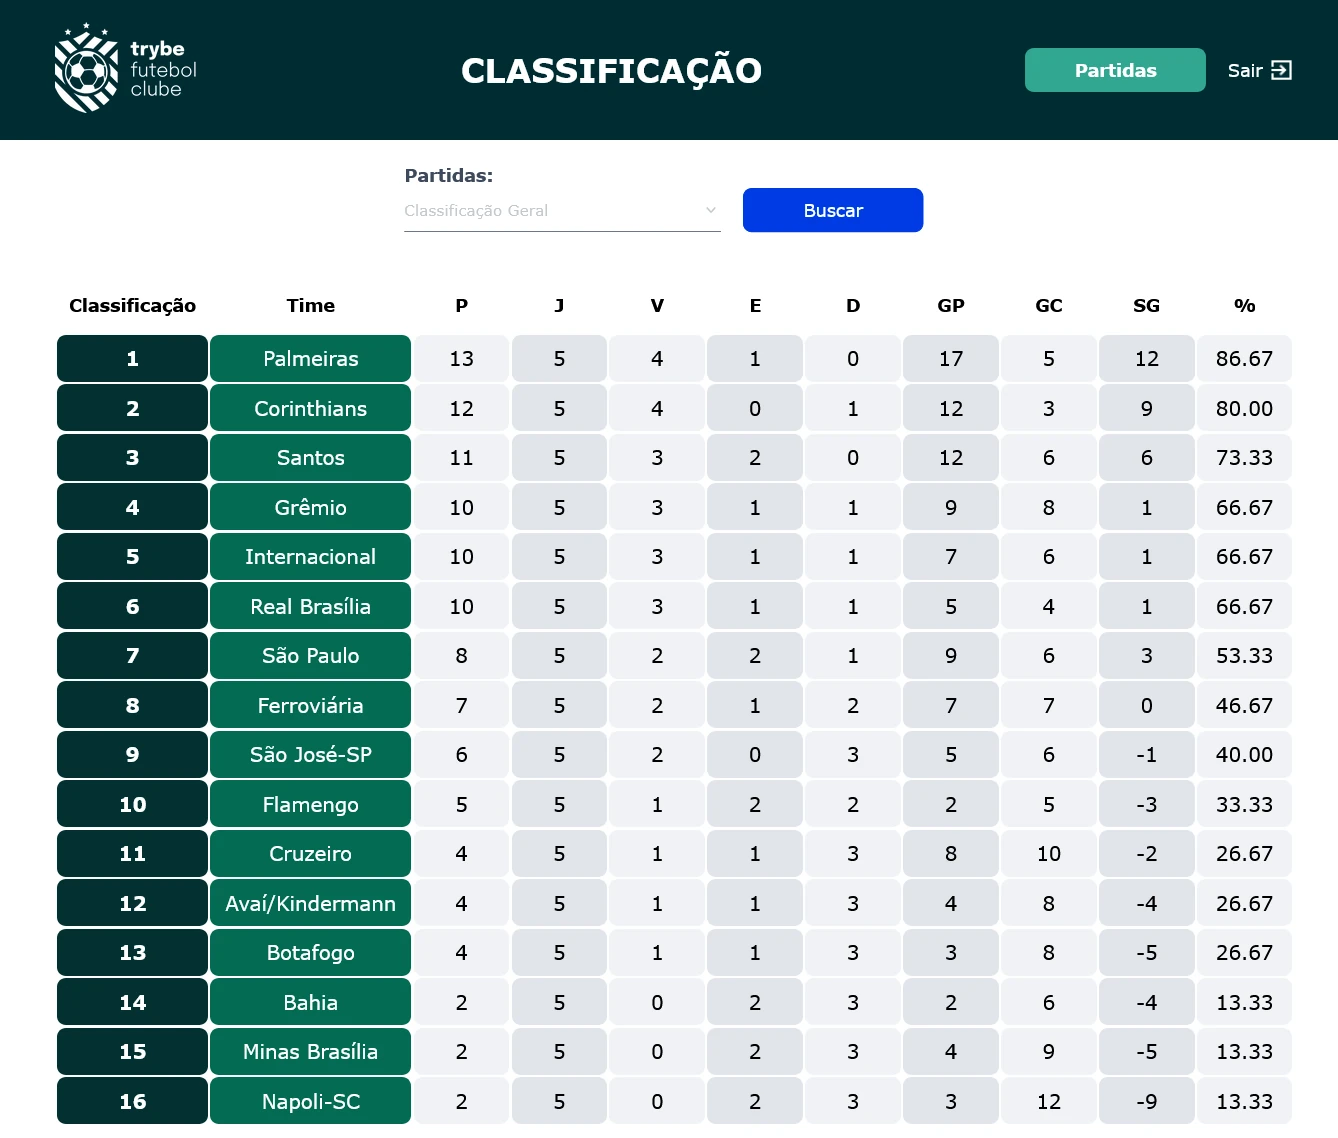 trybe
futebol
clube
CLASSIFICAÇÃO
Partidas
Sair
Partidas:
Classificação Geral
Buscar
Classificação Time P J V E D GP GC SG %
1 Palmeiras 13 5 4 1 0 17 5 12 86.67
2 Corinthians 12 5 4 0 1 12 3 9 80.00
3 Santos 11 5 3 2 0 12 6 6 73.33
4 Grêmio 10 5 3 1 1 9 8 1 66.67
5 Internacional 10 5 3 1 1 7 6 1 66.67
6 Real Brasília 10 5 3 1 1 5 4 1 66.67
7 São Paulo 8 5 2 2 1 9 6 3 53.33
8 Ferroviária 7 5 2 1 2 7 7 0 46.67
9 São José-SP 6 5 2 0 3 5 6 -1 40.00
10 Flamengo 5 5 1 2 2 2 5 -3 33.33
11 Cruzeiro 4 5 1 1 3 8 10 -2 26.67
12 Avaí/Kindermann 4 5 1 1 3 4 8 -4 26.67
13 Botafogo 4 5 1 1 3 3 8 -5 26.67
14 Bahia 2 5 0 2 3 2 6 -4 13.33
15 Minas Brasília 2 5 0 2 3 4 9 -5 13.33
16 Napoli-SC 2 5 0 2 3 3 12 -9 13.33